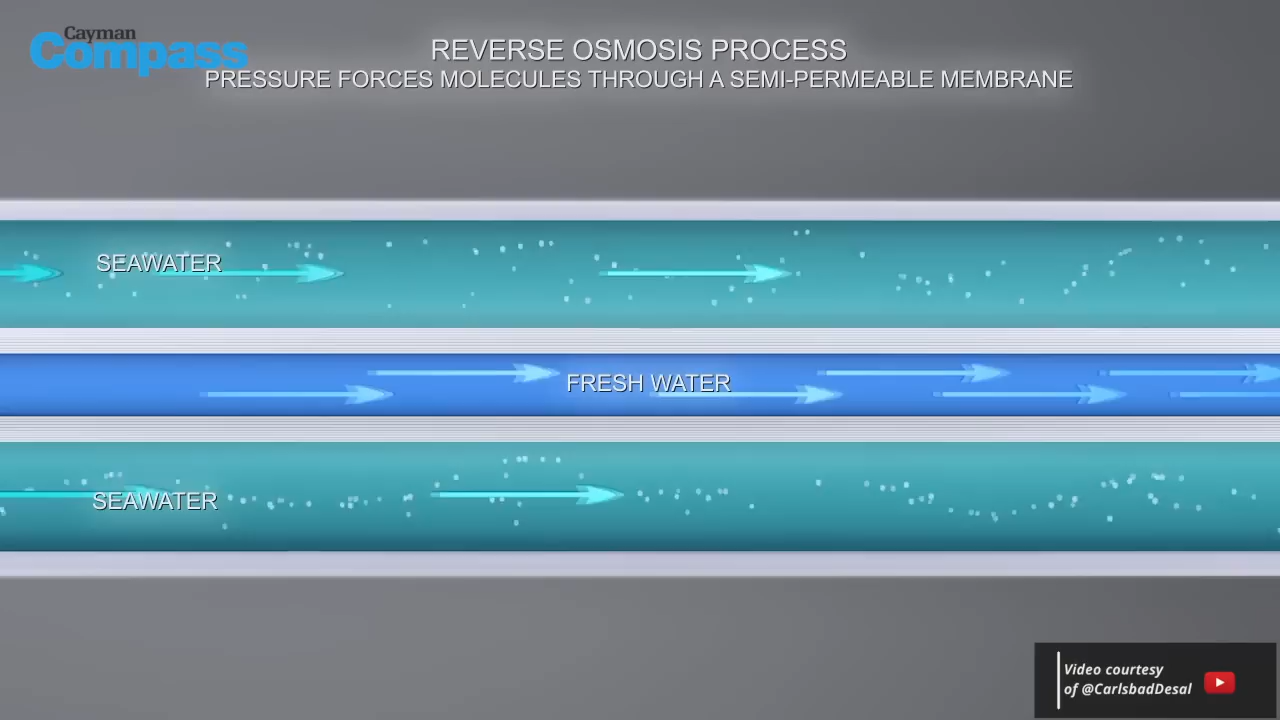 Cayman
Compass
REVERSE OSMOSIS PROCESS
PRESSURE FORCES MOLECULES THROUGH A SEMI-PERMEABLE MEMBRANE
SEAWATER
FRESH WATER
SEAWATER
Video courtesy
of @CarlsbadDesal